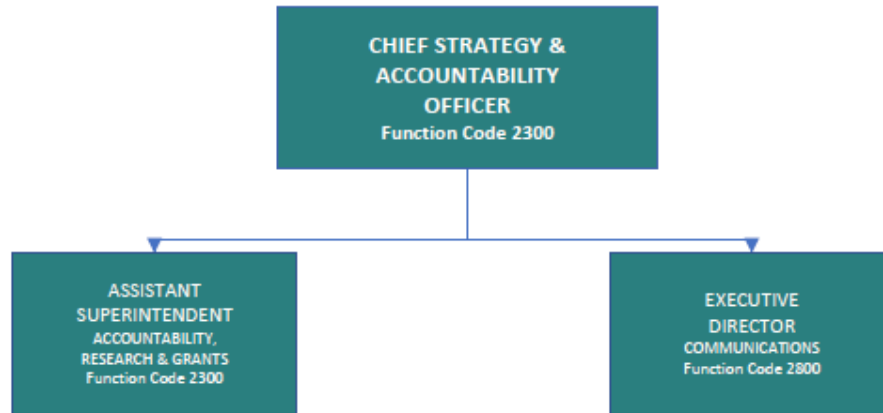 CHIEF STRATEGY &
ACCOUNTABILITY
OFFICER
Function Code 2300
ASSISTANT
SUPERINTENDENT
ACCOUNTABILITY,
RESEARCH & GRANTS
Function Code 2300
EXECUTIVE
DIRECTOR
COMMUNICATIONS
Function Code 2800